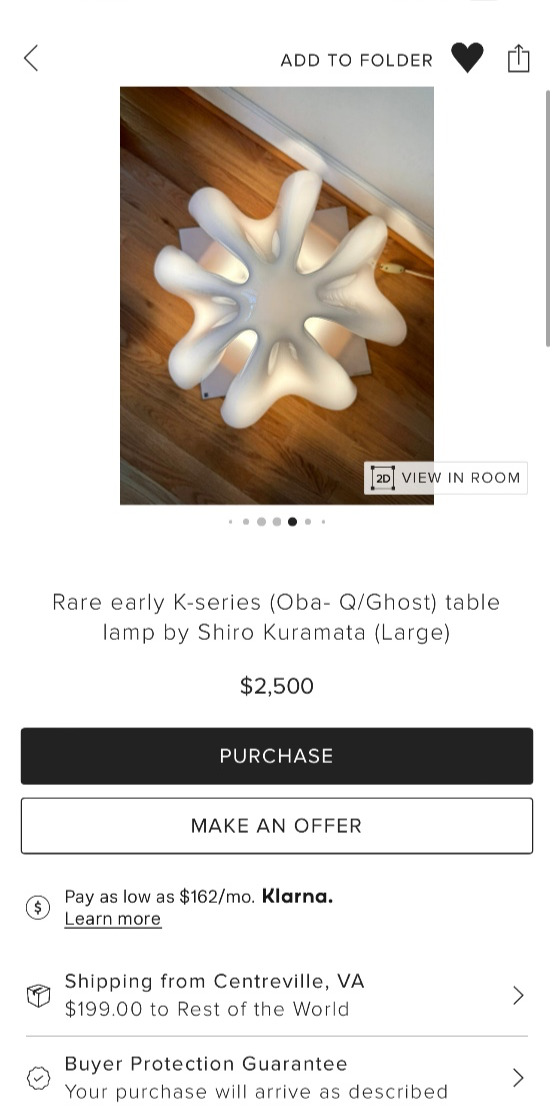 ADD TO FOLDER
2D VIEW IN ROOM
Rare early K-series (Oba- Q/Ghost) table
lamp by Shiro Kuramata (Large)
$2,500
PURCHASE
MAKE AN OFFER
$ Pay as low as $162/mo. Klarna.
Learn more
Shipping from Centreville, VA
$199.00 to Rest of the World
Buyer Protection Guarantee
Your purchase will arrive as described